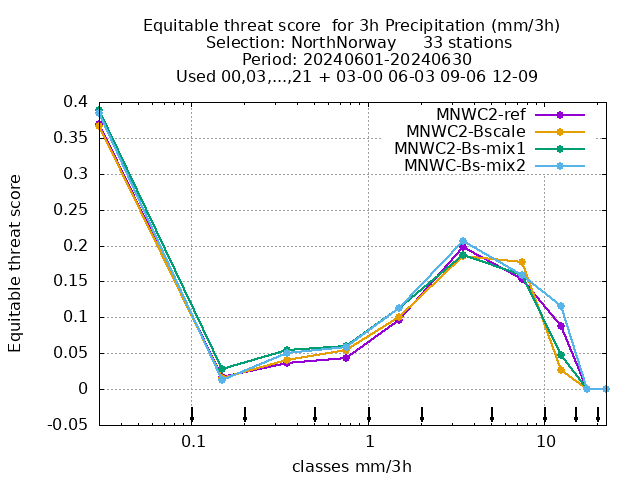 Equitable threat score  for 3h Precipitation (mm/3h)
Selection: NorthNorway     33 stations
Period: 20240601-20240630
Used 00,03,...,21 + 03-00 06-03 09-06 12-09
MNWC2-ref
MNWC2-Bscale
MNWC2-Bs-mix1
MNWC-Bs-mix2
0.4
0.35
0.3
0.25
0.2
0.15
0.1
0.05
0
-0.05
Equitable threat score
0.1 1 10
classes mm/3h